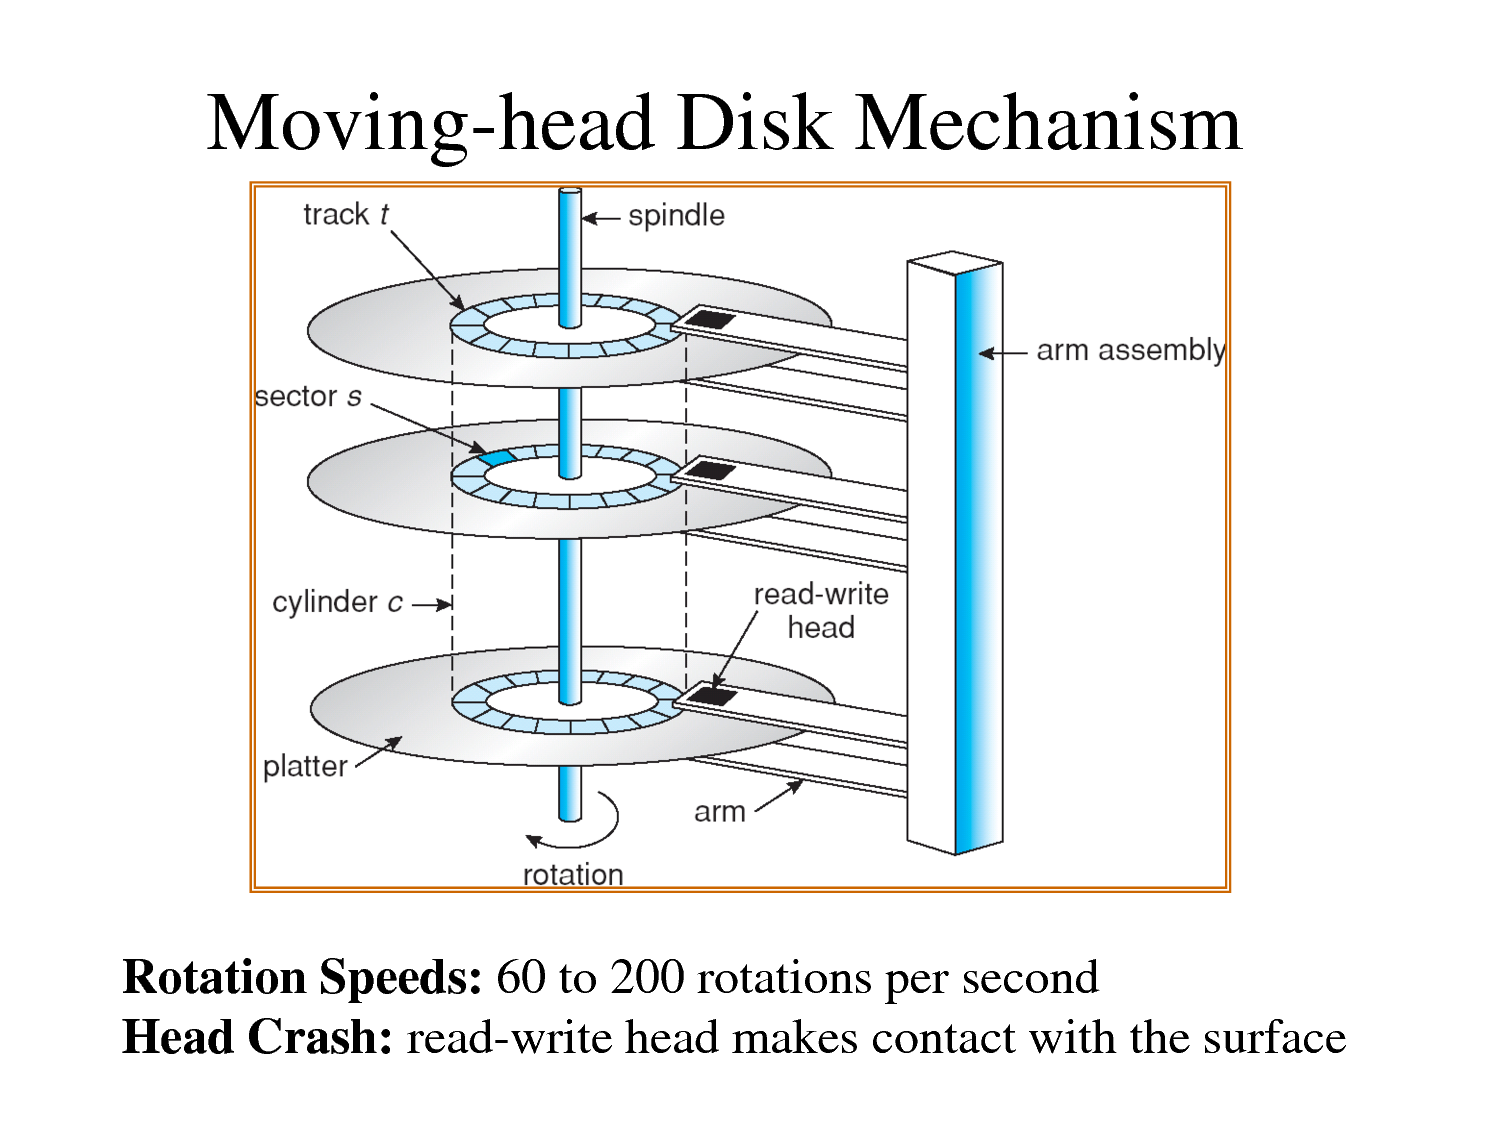 Moving-head Disk Mechanism
track t
spindle
arm assembly
sector s
cylinder c
read-write
head
platter
arm
rotation
Rotation Speeds: 60 to 200 rotations per second
Head Crash: read-write head makes contact with the surface